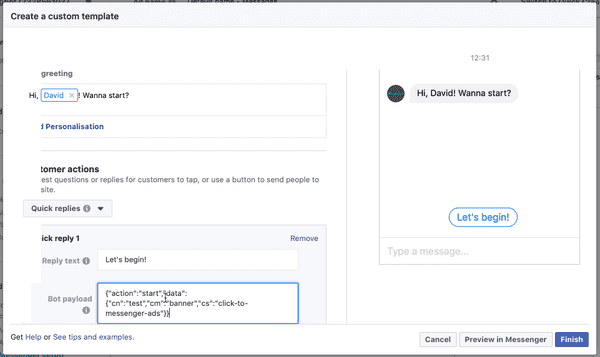 Create a custom template
greeting
Hi, David × ! Wanna start?
d Personalisation
tomer actions
est questions or replies for customers to tap, or use a button to send people to
site.
Quick replies
ick reply 1
Remove
Reply text
Let's begin!
Bot payload
{"action":"start","data":
{"cn":"test","cm":"banner","cs":"click-to-
messenger-ads"}}
12:31
Hi, David! Wanna start?
Let's begin!
Type a message...
Get Help or See tips and examples.
Cancel
Preview in Messenger
Finish